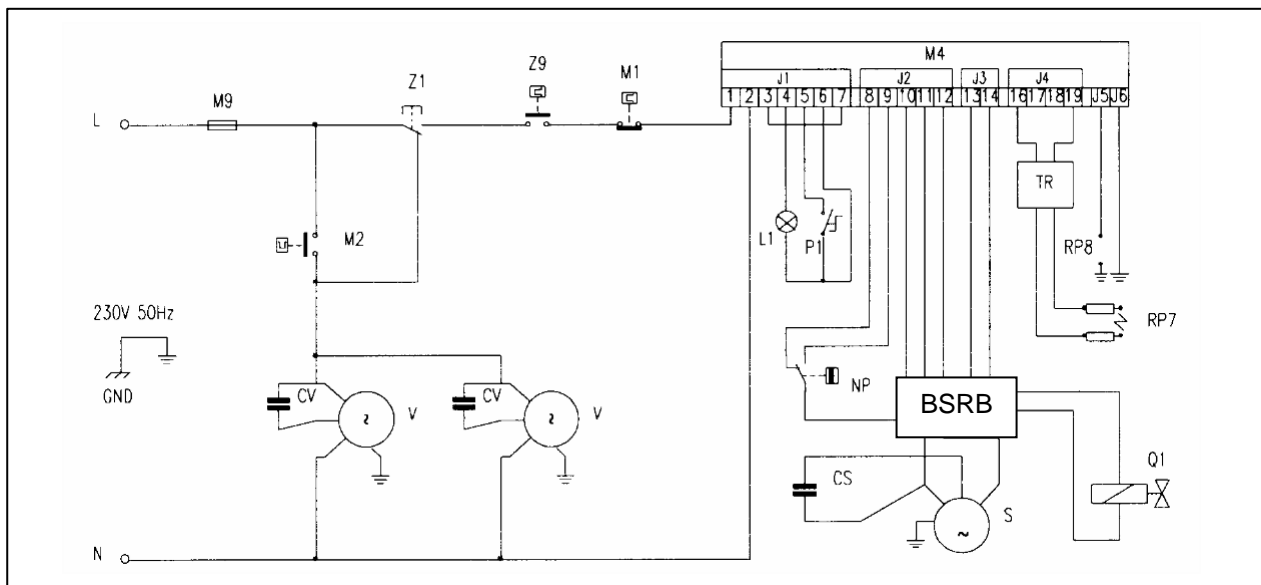 M4
J1 J2 J3 J4
1 2 3 4 5 6 7 8 9 10 11 12 13 14 16 17 18 19 J5 J6
Z1 Z9 M1
M9
L
TR
L1 P1 RP8
M2
230V 50Hz
RP7
GND
CV V CV V
NP
BSRB
CS
Q1
S
N